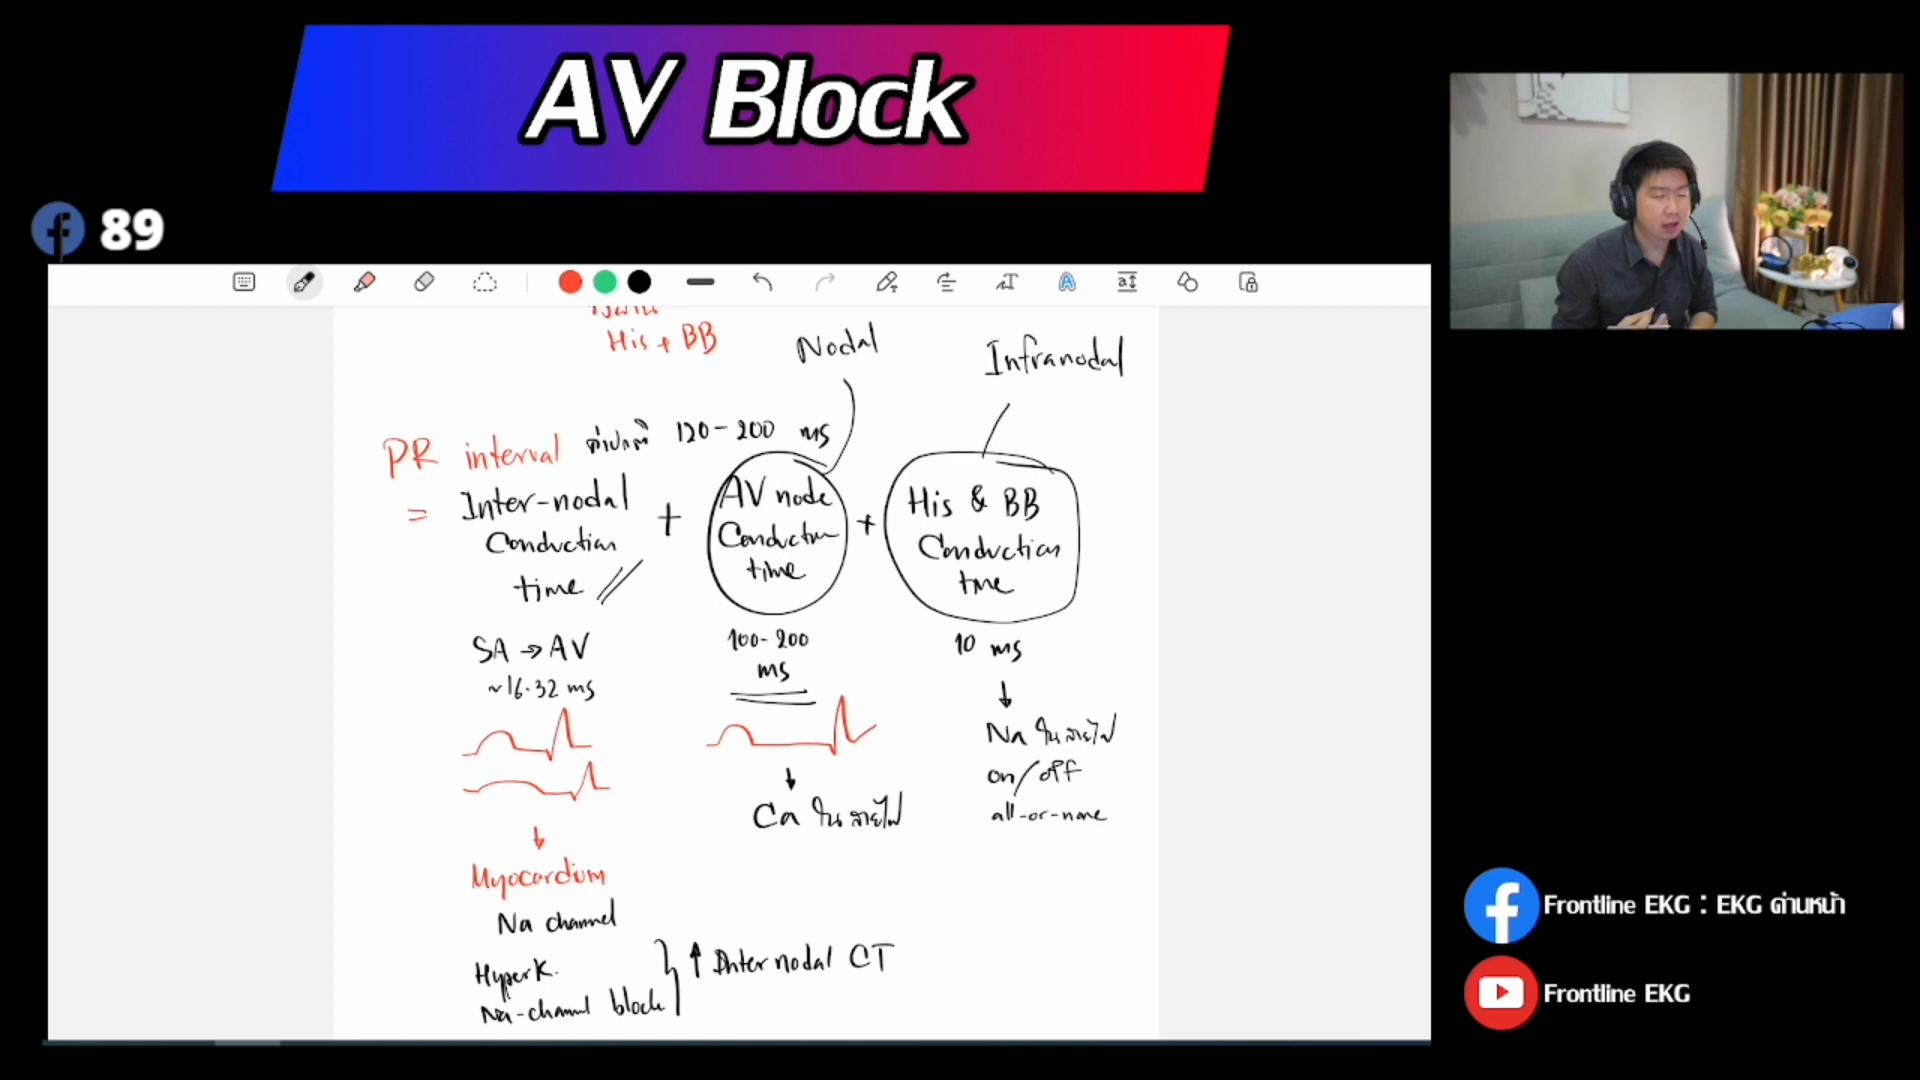 AV Block
89
His + BB
Nodal
Infranodal
PR interval ค่าปกติ 120-200 ms
= Inter-nodal Conduction time + AV node Conduction time + His & BB Conduction tme
SA → AV
~16-32 ms
100-200 ms
10 ms
↓
Na ในสายไฟ
on/off
all-or-none
↓
Ca ในสายไฟ
↓
Myocardium
Na channel
HyperK.
Na-channel block
↑ Inter nodal CT
Frontline EKG : EKG ด่านหน้า
Frontline EKG